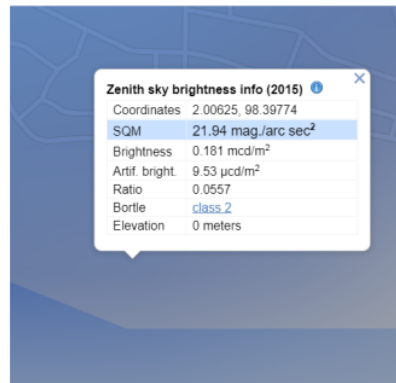 Zenith sky brightness info (2015)
Coordinates 2.00625, 98.39774
SQM 21.94 mag./arc sec²
Brightness 0.181 mcd/m²
Artif. bright. 9.53 μcd/m²
Ratio 0.0557
Bortle class 2
Elevation 0 meters